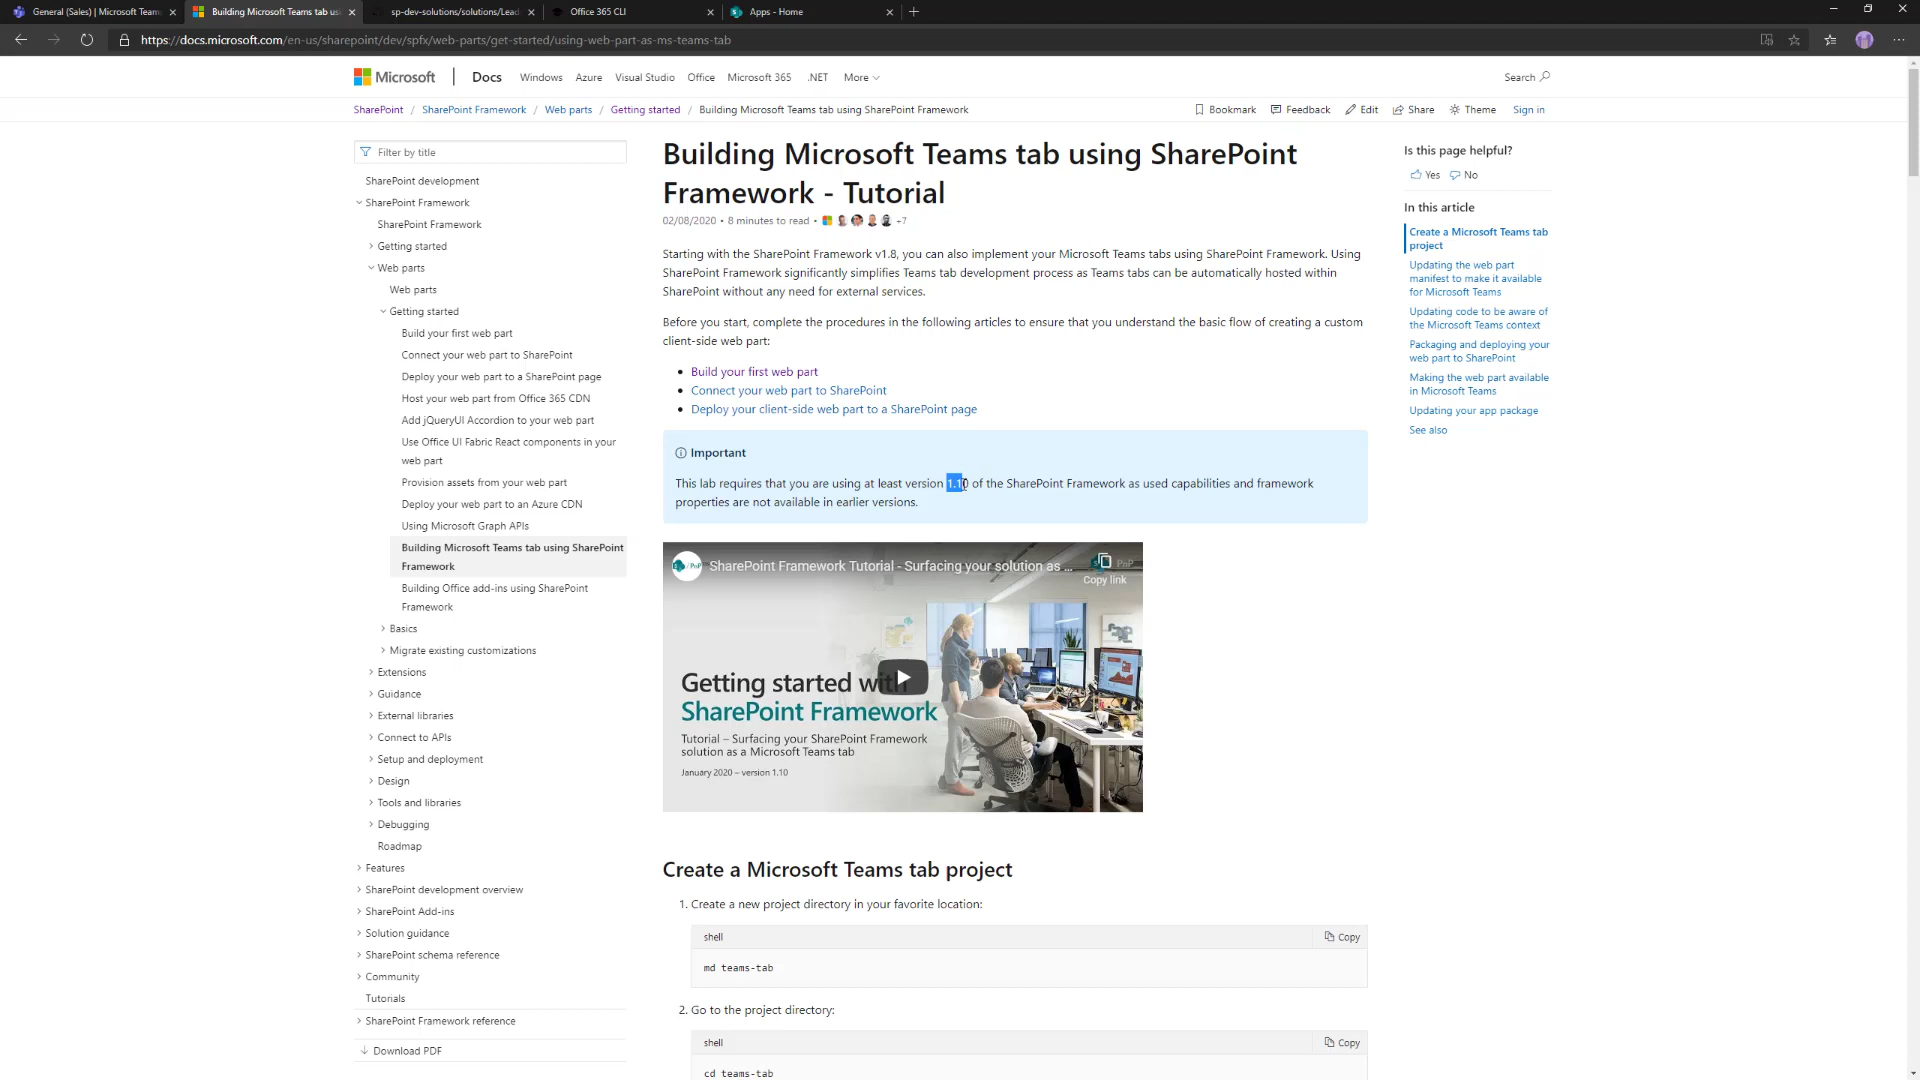 General (Sales) | Microsoft Team
Building Microsoft Teams tab usi
sp-dev-solutions/solutions/Lead
Office 365 CLI
Apps - Home
https://docs.microsoft.com/en-us/sharepoint/dev/spfx/web-parts/get-started/using-web-part-as-ms-teams-tab
Microsoft | Docs Windows Azure Visual Studio Office Microsoft 365 .NET More Search
SharePoint / SharePoint Framework / Web parts / Getting started / Building Microsoft Teams tab using SharePoint Framework
Bookmark Feedback Edit Share Theme Sign in
Filter by title
SharePoint development
SharePoint Framework
SharePoint Framework
Getting started
Web parts
Web parts
Getting started
Build your first web part
Connect your web part to SharePoint
Deploy your web part to a SharePoint page
Host your web part from Office 365 CDN
Add jQueryUI Accordion to your web part
Use Office UI Fabric React components in your
web part
Provision assets from your web part
Deploy your web part to an Azure CDN
Using Microsoft Graph APIs
Building Microsoft Teams tab using SharePoint
Framework
Building Office add-ins using SharePoint
Framework
Basics
Migrate existing customizations
Extensions
Guidance
External libraries
Connect to APIs
Setup and deployment
Design
Tools and libraries
Debugging
Roadmap
Features
SharePoint development overview
SharePoint Add-ins
Solution guidance
SharePoint schema reference
Community
Tutorials
SharePoint Framework reference
Download PDF
Building Microsoft Teams tab using SharePoint
Framework - Tutorial
02/08/2020 • 8 minutes to read • +7
Starting with the SharePoint Framework v1.8, you can also implement your Microsoft Teams tabs using SharePoint Framework. Using
SharePoint Framework significantly simplifies Teams tab development process as Teams tabs can be automatically hosted within
SharePoint without any need for external services.
Before you start, complete the procedures in the following articles to ensure that you understand the basic flow of creating a custom
client-side web part:
• Build your first web part
• Connect your web part to SharePoint
• Deploy your client-side web part to a SharePoint page
Important
This lab requires that you are using at least version 1.10 of the SharePoint Framework as used capabilities and framework
properties are not available in earlier versions.
SharePoint Framework Tutorial - Surfacing your solution as ...
PnP
Copy link
Getting started with
SharePoint Framework
Tutorial – Surfacing your SharePoint Framework
solution as a Microsoft Teams tab
January 2020 – version 1.10
Create a Microsoft Teams tab project
1. Create a new project directory in your favorite location:
shell Copy
md teams-tab
2. Go to the project directory:
shell Copy
cd teams-tab
Is this page helpful?
Yes No
In this article
Create a Microsoft Teams tab
project
Updating the web part
manifest to make it available
for Microsoft Teams
Updating code to be aware of
the Microsoft Teams context
Packaging and deploying your
web part to SharePoint
Making the web part available
in Microsoft Teams
Updating your app package
See also